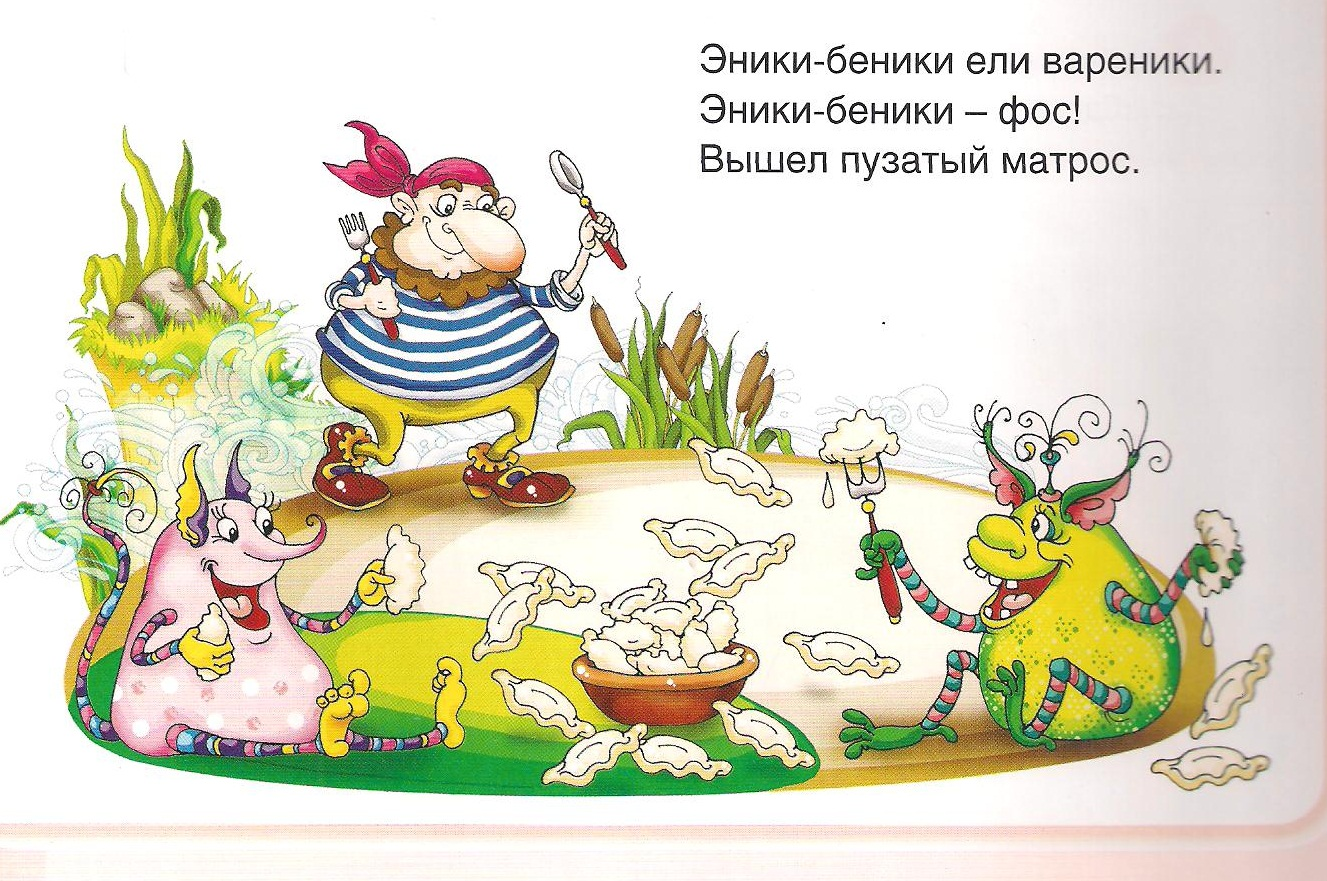 Эники-беники ели вареники.
Эники-беники – фос!
Вышел пузатый матрос.